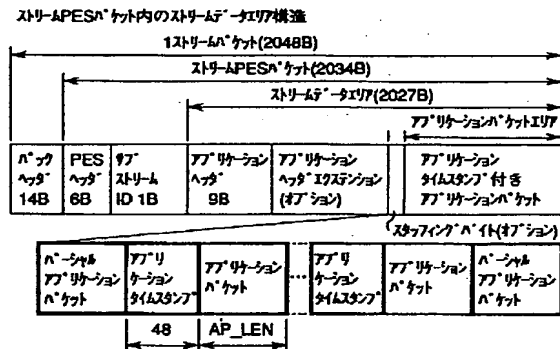 ストリームPESパケット内のストリームデータエリア構造
1ストリームパケット(2048B)
ストリームPESパケット(2034B)
ストリームデータエリア(2027B)
アプリケーションパケットエリア
パック
ヘッダ
14B
PES
ヘッダ
6B
サブ
ストリーム
ID 1B
アプリケーション
ヘッダ
9B
アプリケーション
ヘッダエクステンション
(オプション)
アプリケーション
タイムスタンプ付き
アプリケーションパケット
スタッフィングバイト(オプション)
パーシャル
アプリケーション
パケット
アプリ
ケーション
タイムスタンプ
アプリケーション
パケット
アプリ
ケーション
タイムスタンプ
アプリケーション
パケット
パーシャル
アプリケーション
パケット
48
AP_LEN